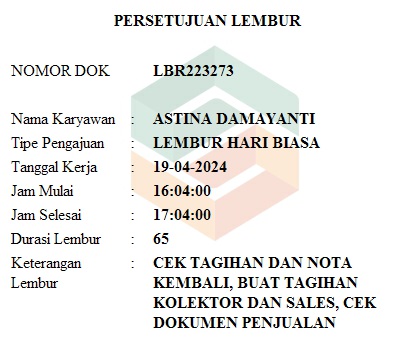 PERSETUJUAN LEMBUR
NOMOR DOK LBR223273
Nama Karyawan : ASTINA DAMAYANTI
Tipe Pengajuan : LEMBUR HARI BIASA
Tanggal Kerja : 19-04-2024
Jam Mulai : 16:04:00
Jam Selesai : 17:04:00
Durasi Lembur : 65
Keterangan : CEK TAGIHAN DAN NOTA
Lembur KEMBALI, BUAT TAGIHAN
KOLEKTOR DAN SALES, CEK
DOKUMEN PENJUALAN